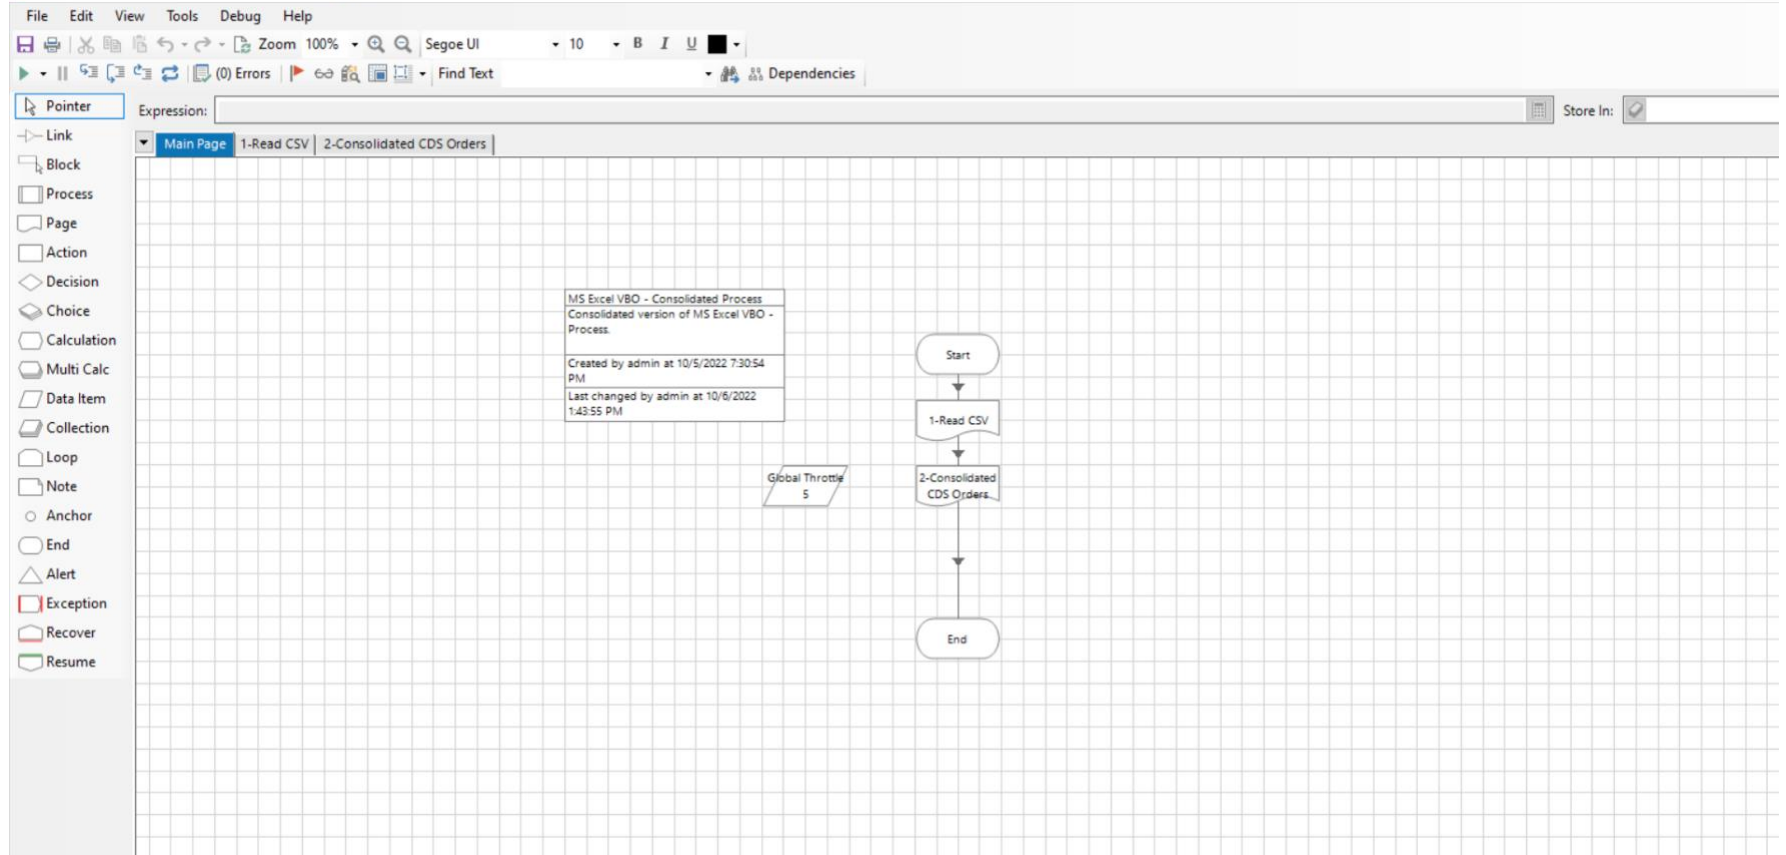 File Edit View Tools Debug Help
Zoom 100% Segoe UI 10 B I U
(0) Errors Find Text Dependencies
Pointer
Link
Block
Process
Page
Action
Decision
Choice
Calculation
Multi Calc
Data Item
Collection
Loop
Note
Anchor
End
Alert
Exception
Recover
Resume
Expression: Store In:
Main Page 1-Read CSV 2-Consolidated CDS Orders
MS Excel VBO - Consolidated Process
Consolidated version of MS Excel VBO -
Process.
Created by admin at 10/5/2022 7:30:54
PM
Last changed by admin at 10/6/2022
1:43:55 PM
Global Throttle
5
Start
1-Read CSV
2-Consolidated
CDS Orders
End